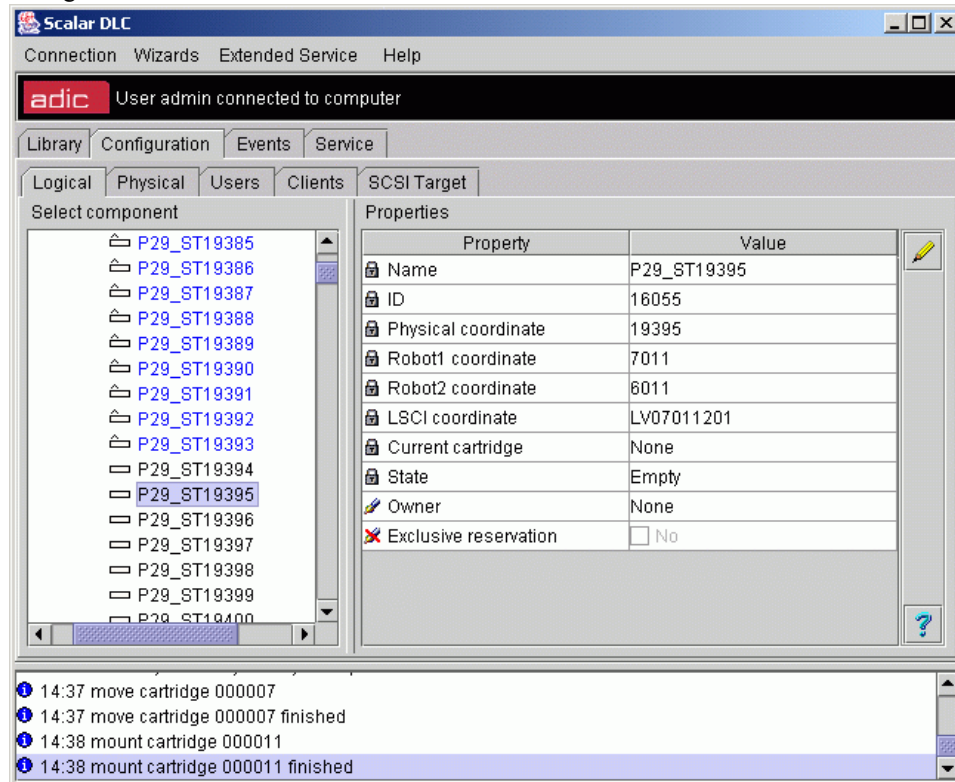 Scalar DLC
Connection Wizards Extended Service Help
adic User admin connected to computer
Library Configuration Events Service
Logical Physical Users Clients SCSI Target
Select component
P29_ST19385
P29_ST19386
P29_ST19387
P29_ST19388
P29_ST19389
P29_ST19390
P29_ST19391
P29_ST19392
P29_ST19393
P29_ST19394
P29_ST19395
P29_ST19396
P29_ST19397
P29_ST19398
P29_ST19399
P29_ST19400
Properties
Property Value
Name P29_ST19395
ID 16055
Physical coordinate 19395
Robot1 coordinate 7011
Robot2 coordinate 6011
LSCI coordinate LV07011201
Current cartridge None
State Empty
Owner None
Exclusive reservation No
14:37 move cartridge 000007
14:37 move cartridge 000007 finished
14:38 mount cartridge 000011
14:38 mount cartridge 000011 finished